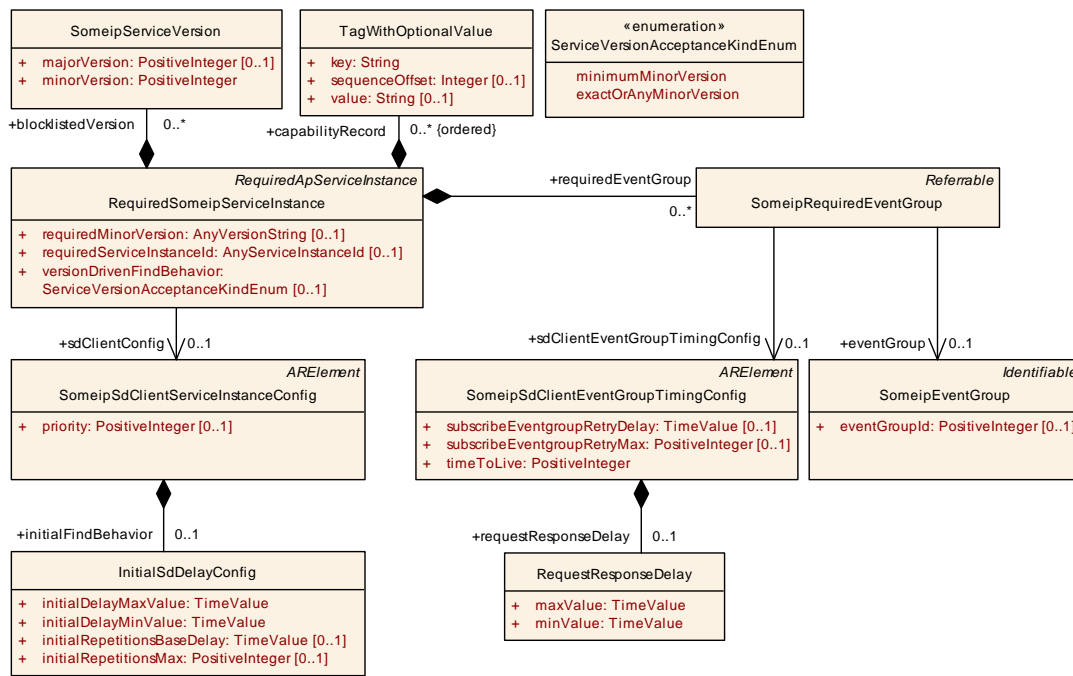 SomeipServiceVersion
+ majorVersion: PositiveInteger [0..1]
+ minorVersion: PositiveInteger
TagWithOptionalValue
+ key: String
+ sequenceOffset: Integer [0..1]
+ value: String [0..1]
«enumeration»
ServiceVersionAcceptanceKindEnum
minimumMinorVersion
exactOrAnyMinorVersion
+blocklistedVersion 0..*
+capabilityRecord 0..* {ordered}
RequiredApServiceInstance
RequiredSomeipServiceInstance
+ requiredMinorVersion: AnyVersionString [0..1]
+ requiredServiceInstanceId: AnyServiceInstanceId [0..1]
+ versionDrivenFindBehavior:
ServiceVersionAcceptanceKindEnum [0..1]
+requiredEventGroup
0..*
Referrable
SomeipRequiredEventGroup
+sdClientConfig 0..1
+sdClientEventGroupTimingConfig 0..1
+eventGroup 0..1
ARElement
SomeipSdClientServiceInstanceConfig
+ priority: PositiveInteger [0..1]
ARElement
SomeipSdClientEventGroupTimingConfig
+ subscribeEventgroupRetryDelay: TimeValue [0..1]
+ subscribeEventgroupRetryMax: PositiveInteger [0..1]
+ timeToLive: PositiveInteger
Identifiable
SomeipEventGroup
+ eventGroupId: PositiveInteger [0..1]
+initialFindBehavior 0..1
+requestResponseDelay 0..1
InitialSdDelayConfig
+ initialDelayMaxValue: TimeValue
+ initialDelayMinValue: TimeValue
+ initialRepetitionsBaseDelay: TimeValue [0..1]
+ initialRepetitionsMax: PositiveInteger [0..1]
RequestResponseDelay
+ maxValue: TimeValue
+ minValue: TimeValue